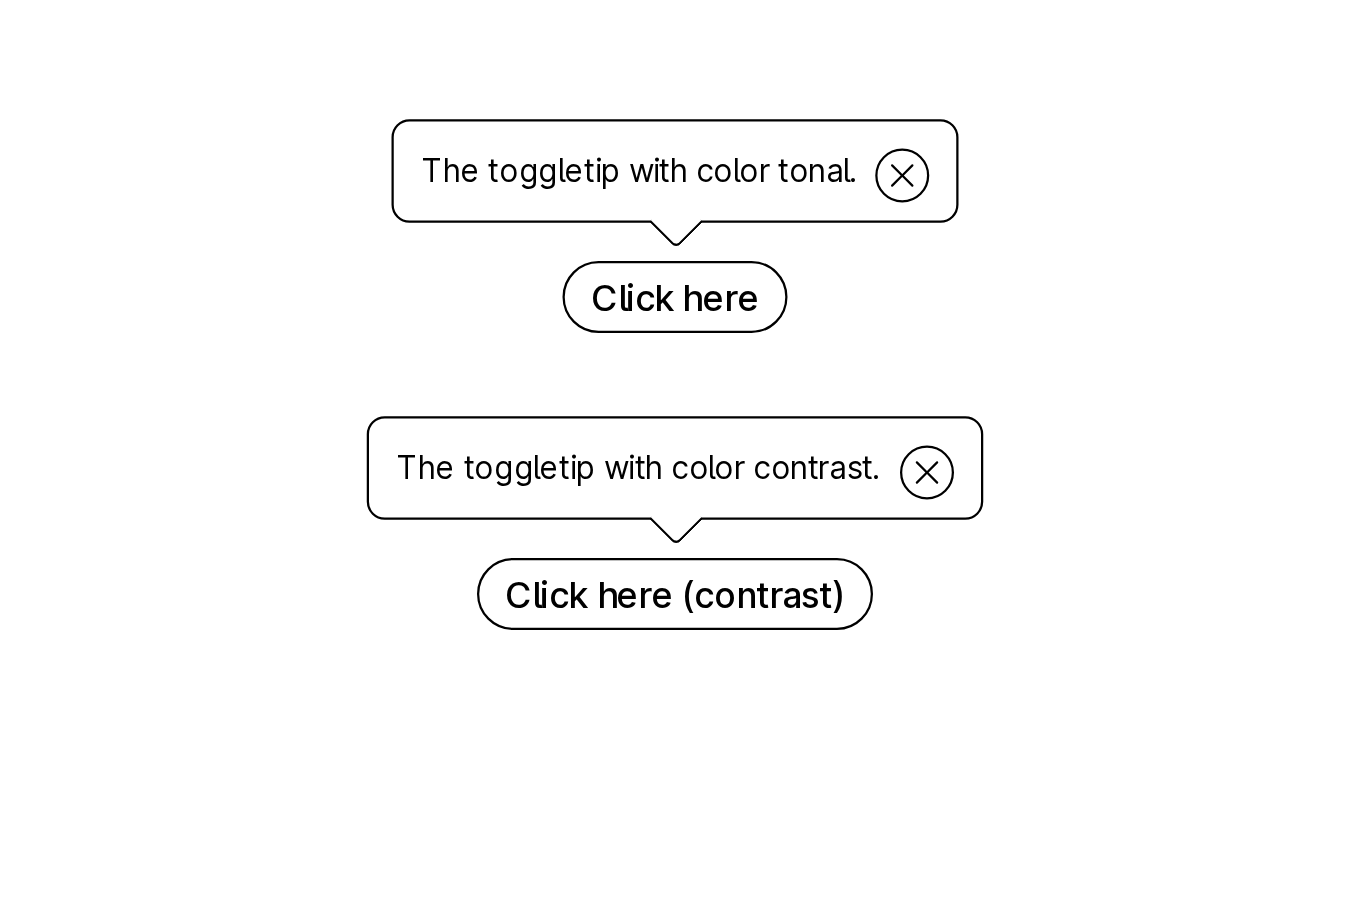 The toggletip with color tonal.
Click here
The toggletip with color contrast.
Click here (contrast)